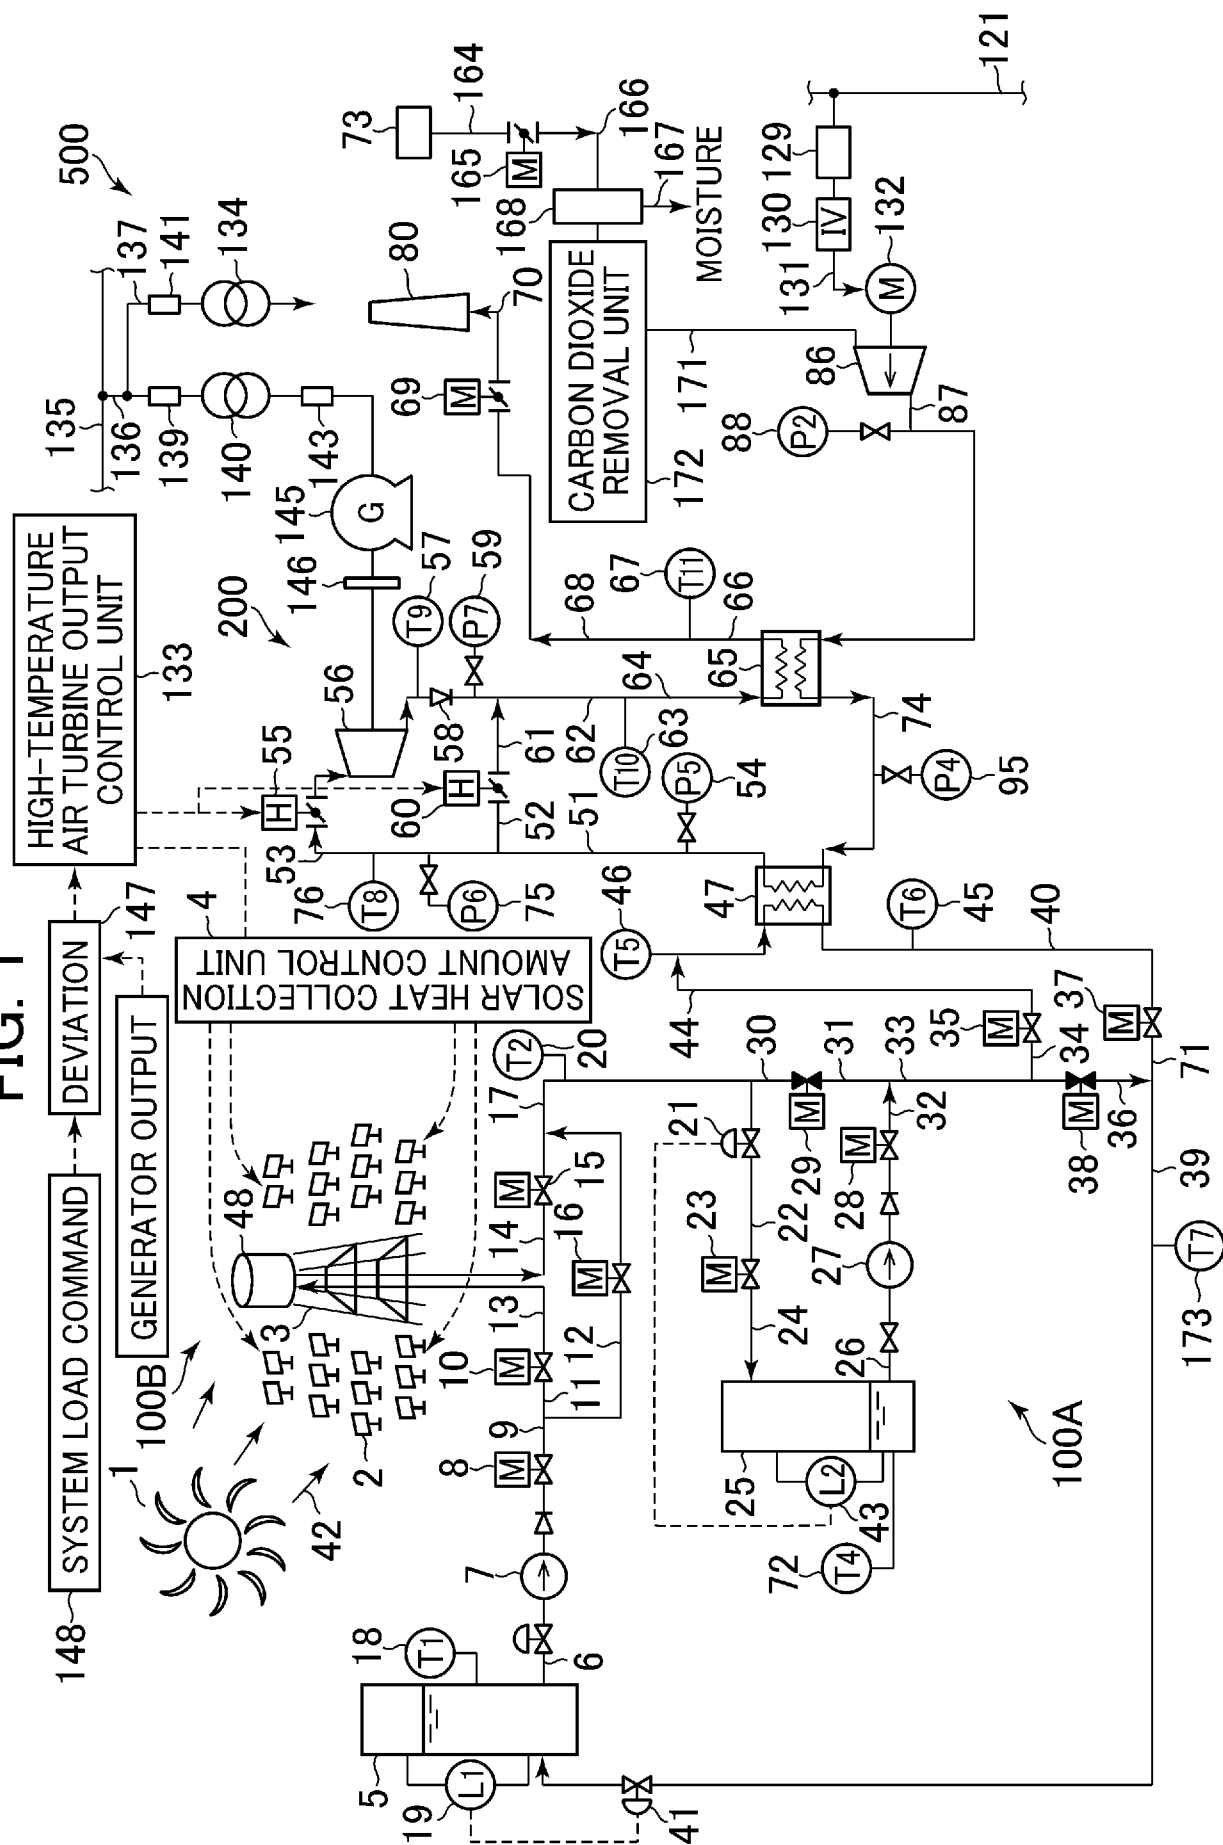 FIG. 1
148
SYSTEM LOAD COMMAND
DEVIATION
147
GENERATOR OUTPUT
HIGH-TEMPERATURE
AIR TURBINE OUTPUT
CONTROL UNIT
133
SOLAR HEAT COLLECTION
AMOUNT CONTROL UNIT
4
1
42
100B
2
3
48
500
135
136
137
139
141
140
134
143
145
G
146
200
55
H
56
53
57
T9
58
P7
59
60
H
61
52
62
64
T10
63
P5
54
51
76
T8
P6
75
80
70
69
M
73
164
165
M
166
168
167
MOISTURE
CARBON DIOXIDE
REMOVAL UNIT
172
171
121
129
130
IV
131
132
M
86
87
88
P2
67
T11
68
66
65
74
P4
95
46
T5
47
T6
45
40
44
5
18
T1
19
L1
6
7
8
M
9
10
M
11
12
13
14
M
15
16
M
17
T2
20
21
22
23
M
24
25
26
27
28
M
29
M
30
31
32
33
34
35
M
36
37
M
38
M
39
71
L2
43
72
T4
41
100A
T7
173